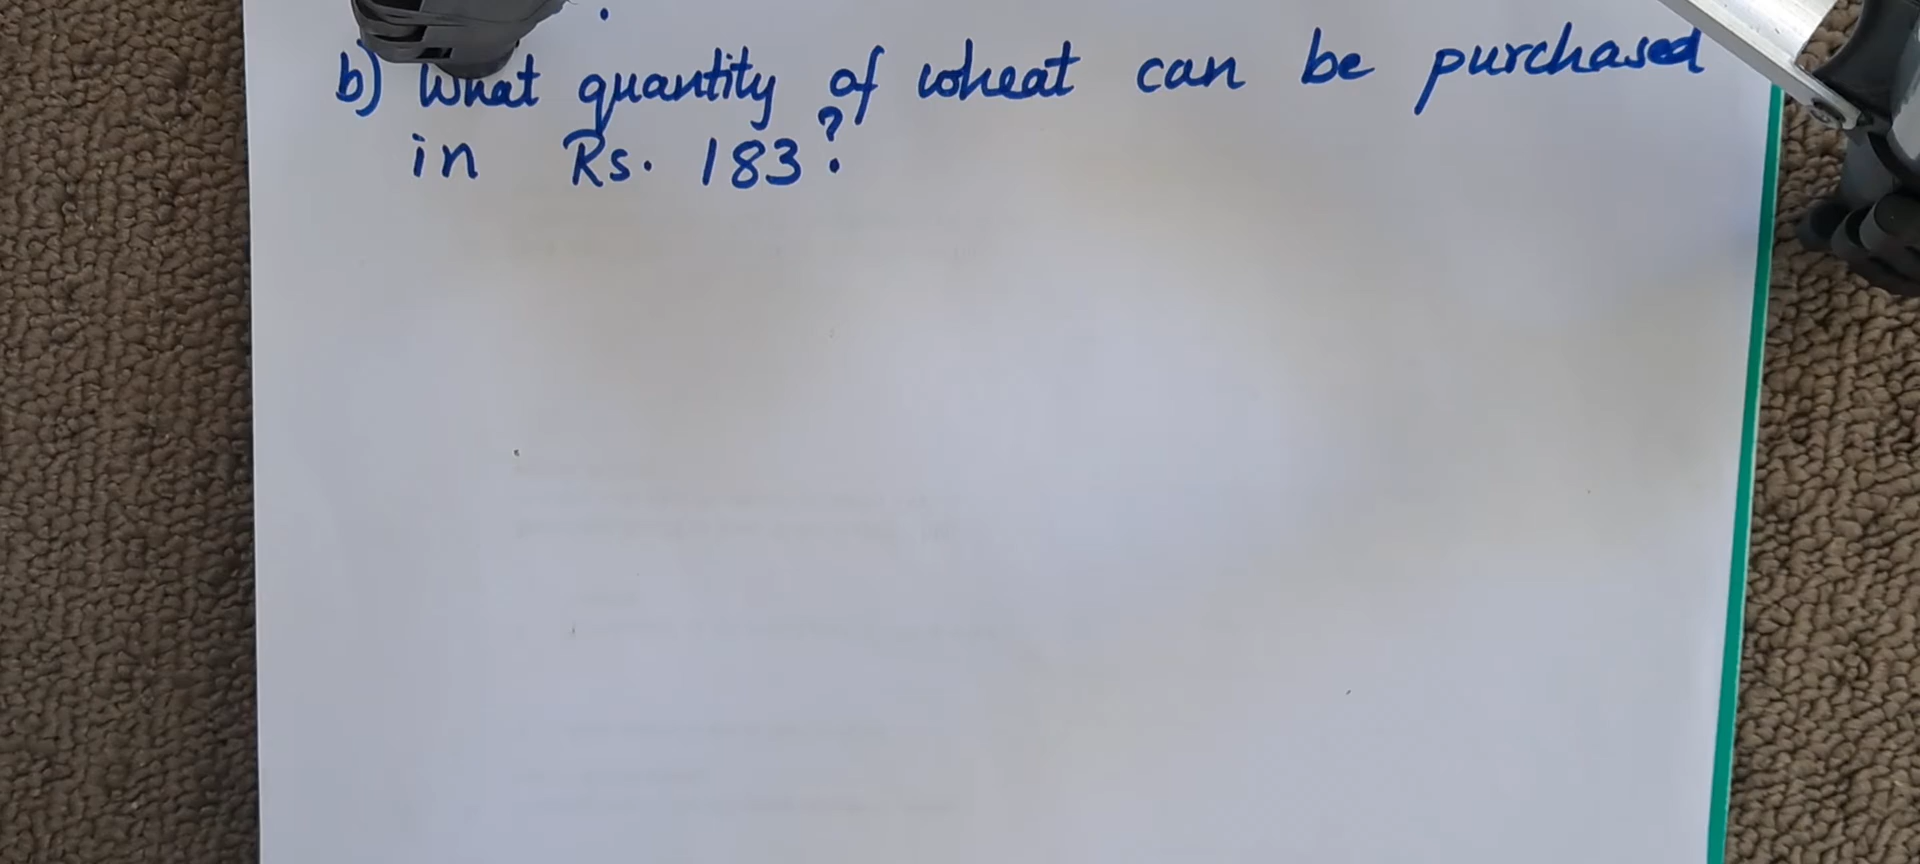 b) What quantity of wheat can be purchased
in Rs. 183?